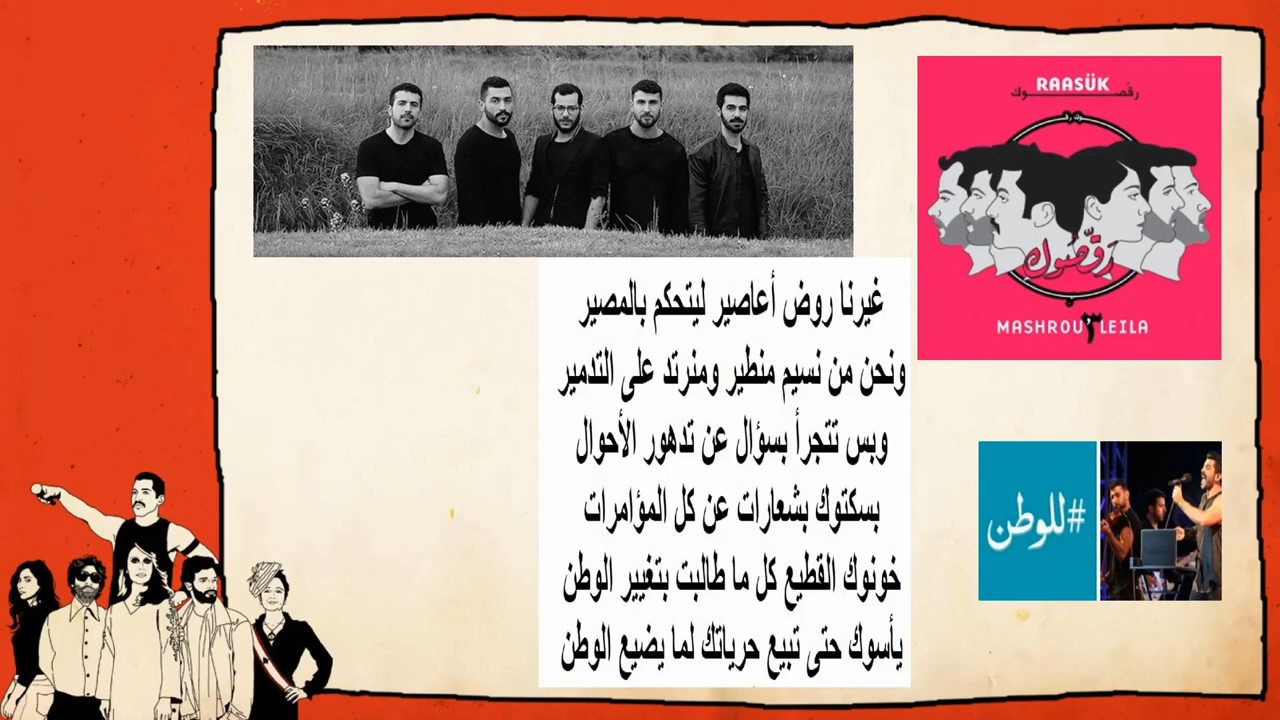 RAASÜK
رقّصوك
رَقَّصُوك
MASHROU'٣ LEILA
غيرنا روض أعاصير ليتحكم بالمصير
ونحن من نسيم منطير ومنرتد على التدمير
وبس تتجرأ بسؤال عن تدهور الأحوال
بسكتوك بشعارات عن كل المؤامرات
خونوك القطيع كل ما طالبت بتغيير الوطن
يأسوك حتى تبيع حرياتك لما يضيع الوطن
#للوطن